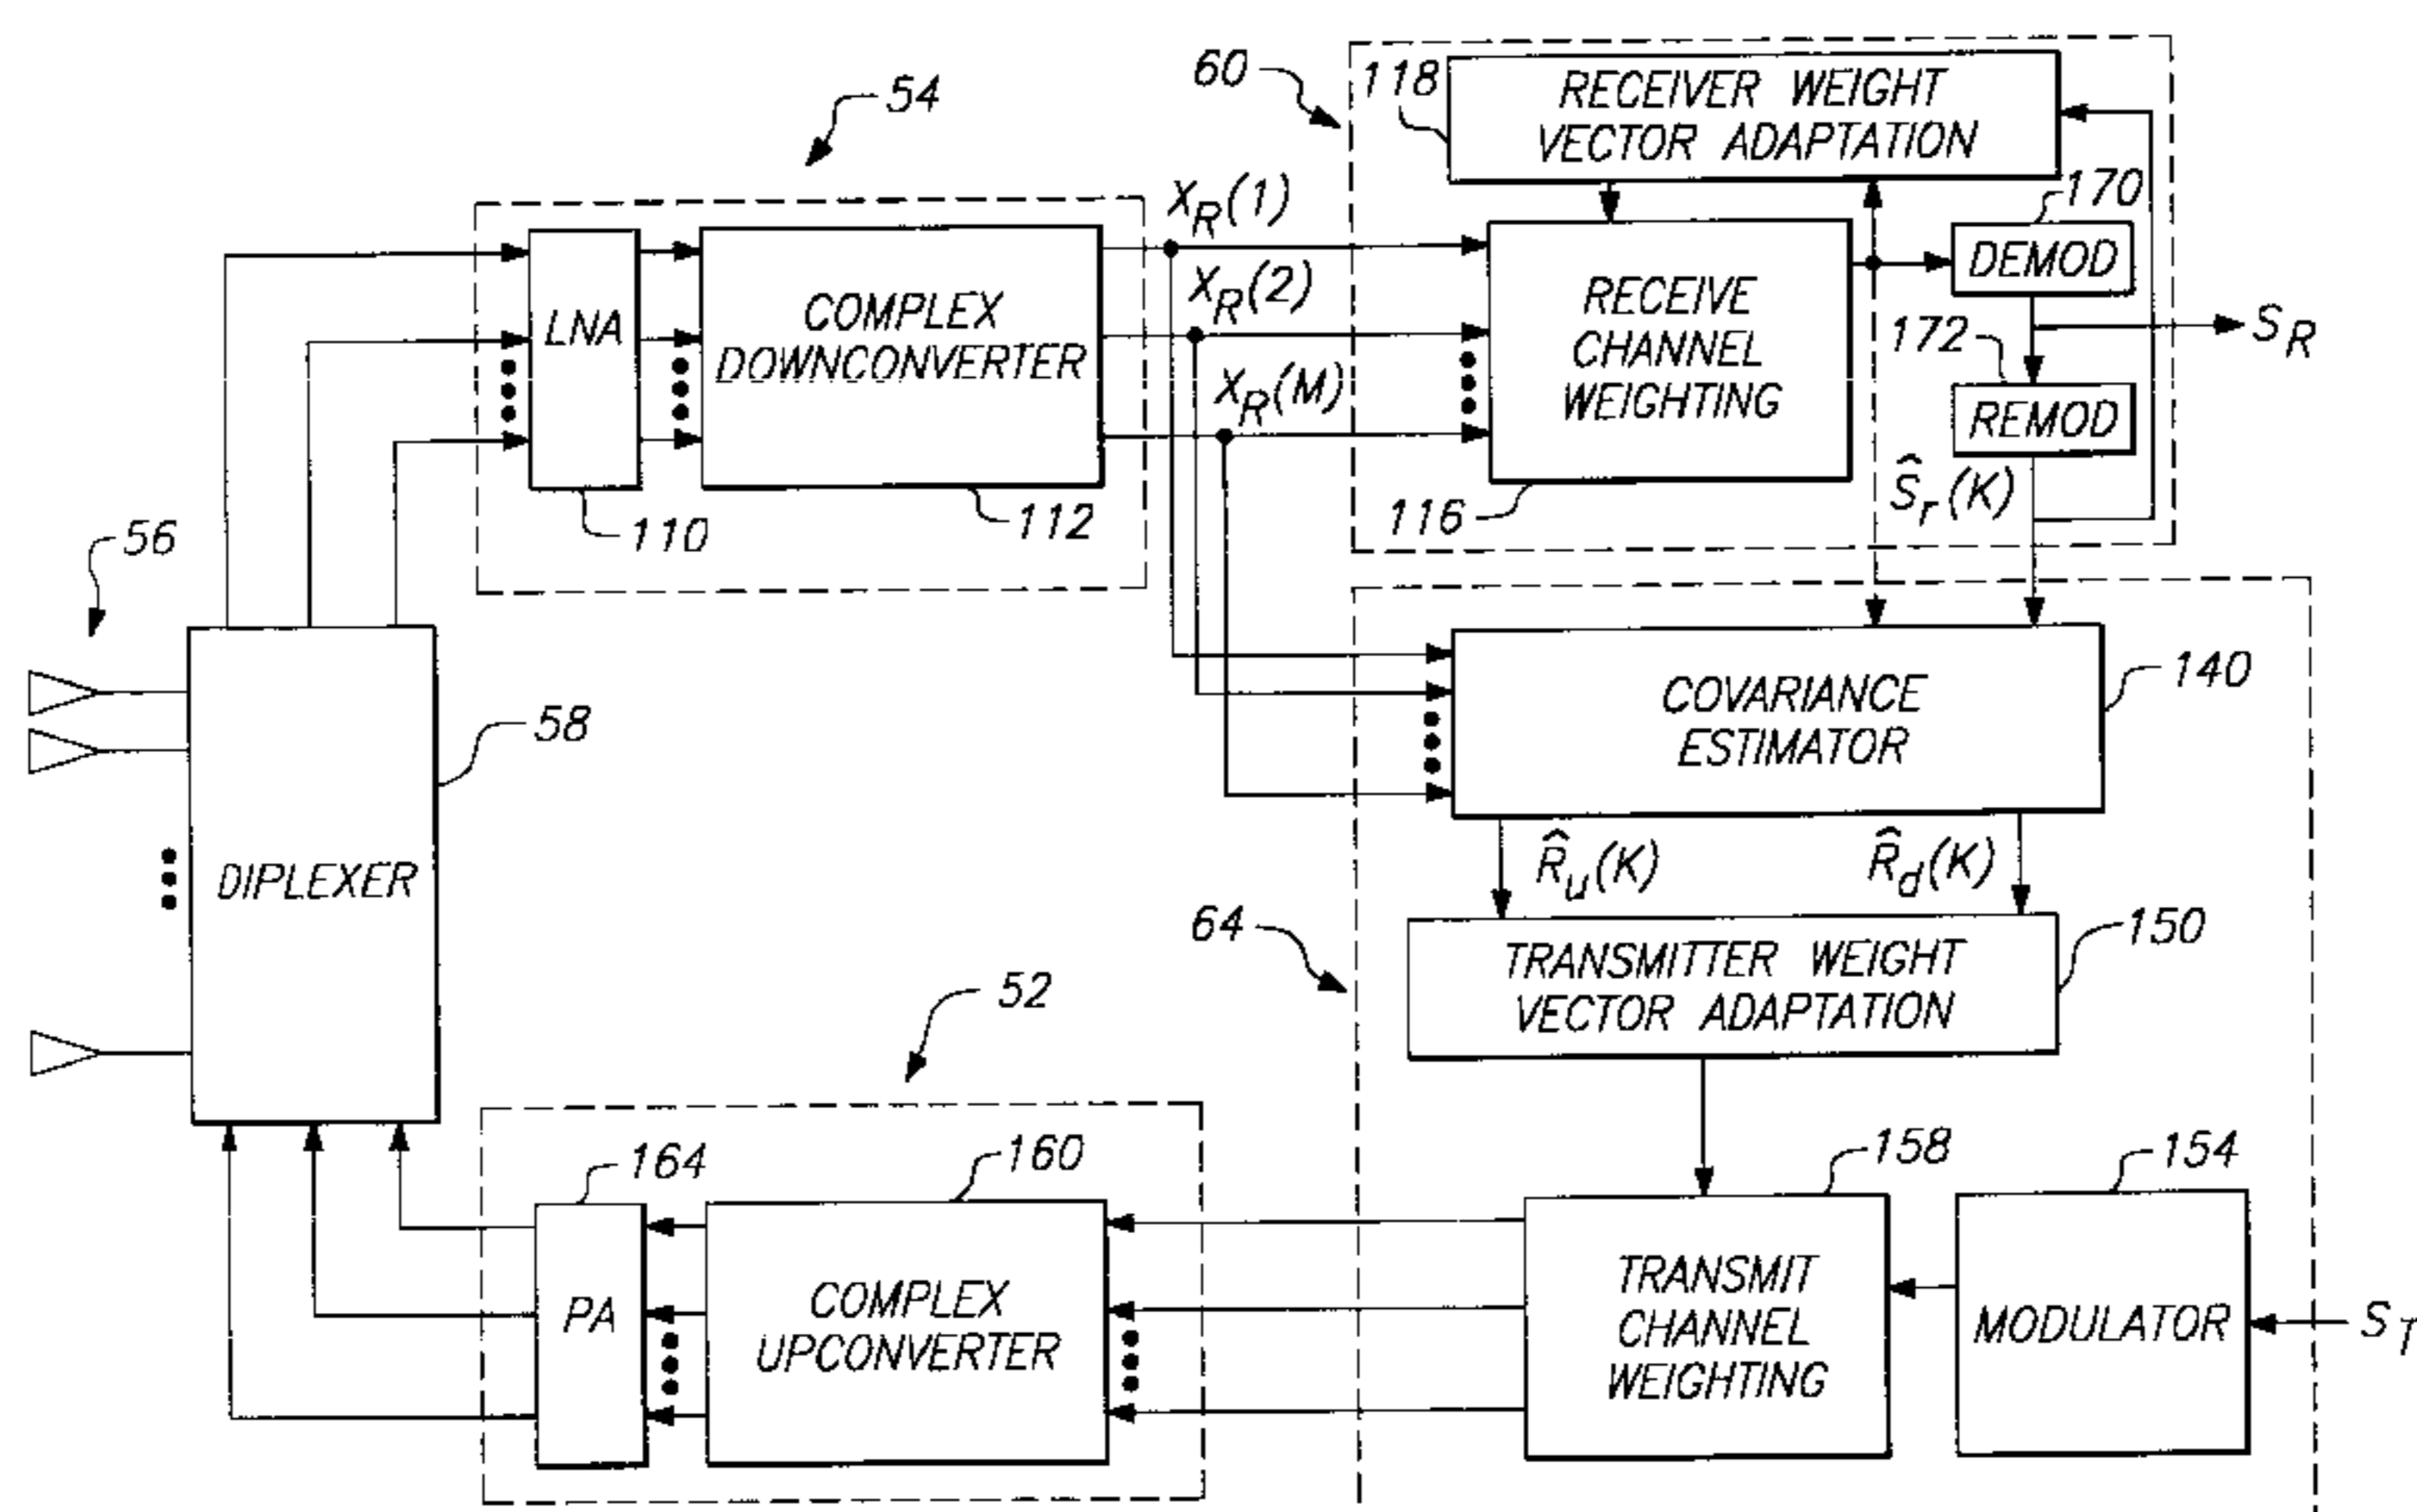 54
60
118
RECEIVER WEIGHT
VECTOR ADAPTATION
170
X_R(1)
X_R(2)
X_R(M)
LNA
COMPLEX
DOWNCONVERTER
RECEIVE
CHANNEL
WEIGHTING
DEMOD
S_R
172
REMOD
Ŝ_r(K)
110
112
116
56
58
DIPLEXER
COVARIANCE
ESTIMATOR
140
R̂_u(K)
R̂_d(K)
64
TRANSMITTER WEIGHT
VECTOR ADAPTATION
150
52
164
160
158
154
PA
COMPLEX
UPCONVERTER
TRANSMIT
CHANNEL
WEIGHTING
MODULATOR
S_T